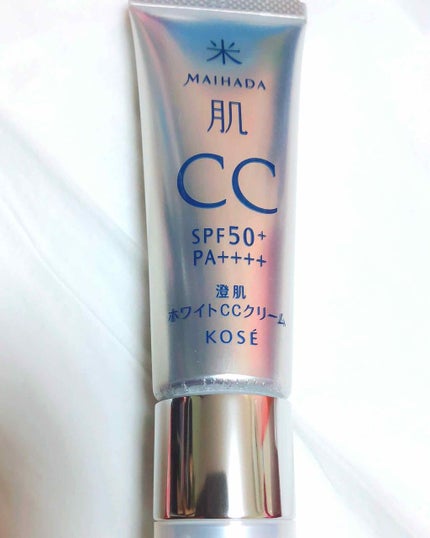 米
MAIHADA
肌
CC
SPF50+
PA++++
澄肌
ホワイトCCクリーム
KOSÉ